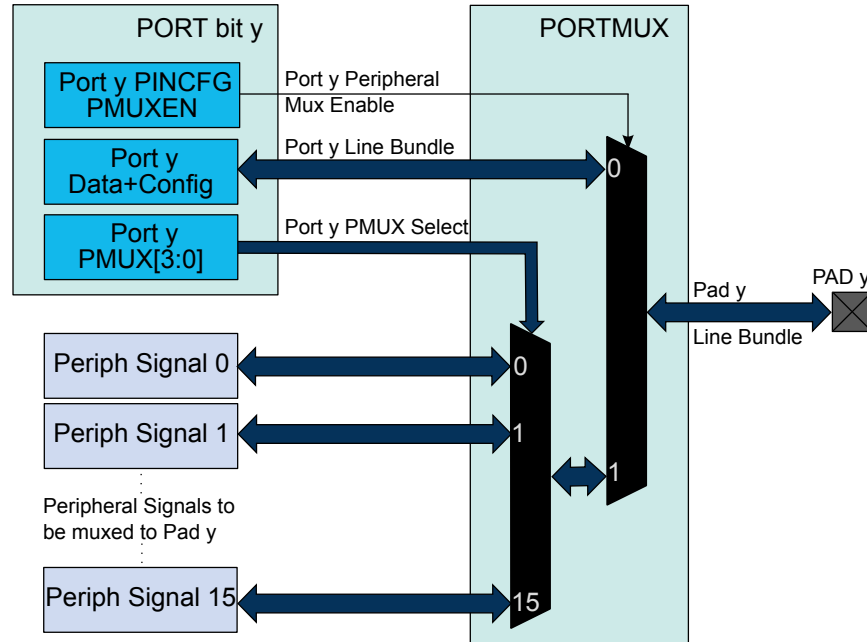 PORT bit y
PORTMUX
Port y PINCFG
PMUXEN
Port y Peripheral
Mux Enable
Port y
Data+Config
Port y Line Bundle
0
Port y
PMUX[3:0]
Port y PMUX Select
Pad y
Line Bundle
PAD y
Periph Signal 0
0
Periph Signal 1
1
1
Peripheral Signals to
be muxed to Pad y
Periph Signal 15
15